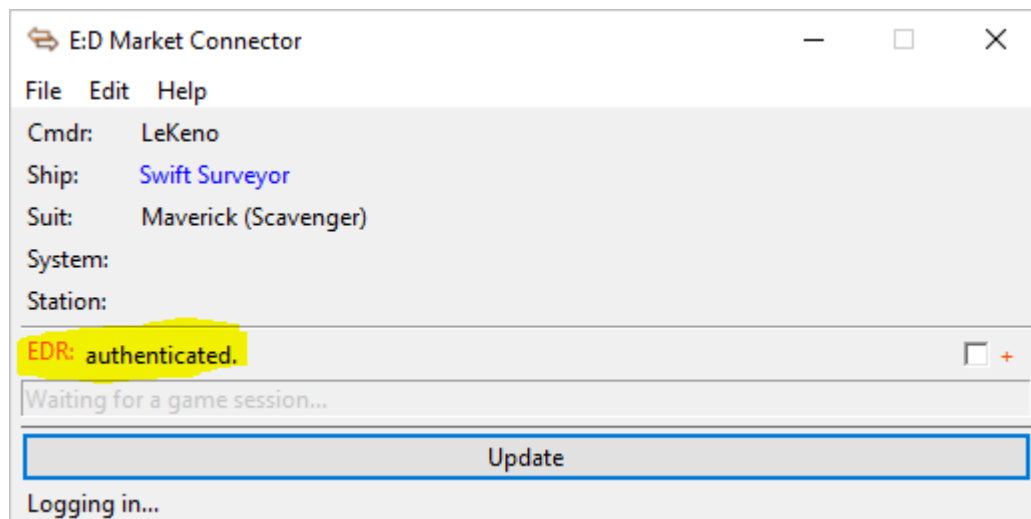 E:D Market Connector
File Edit Help
Cmdr: LeKeno
Ship: Swift Surveyor
Suit: Maverick (Scavenger)
System:
Station:
EDR: authenticated. +
Waiting for a game session...
Update
Logging in...